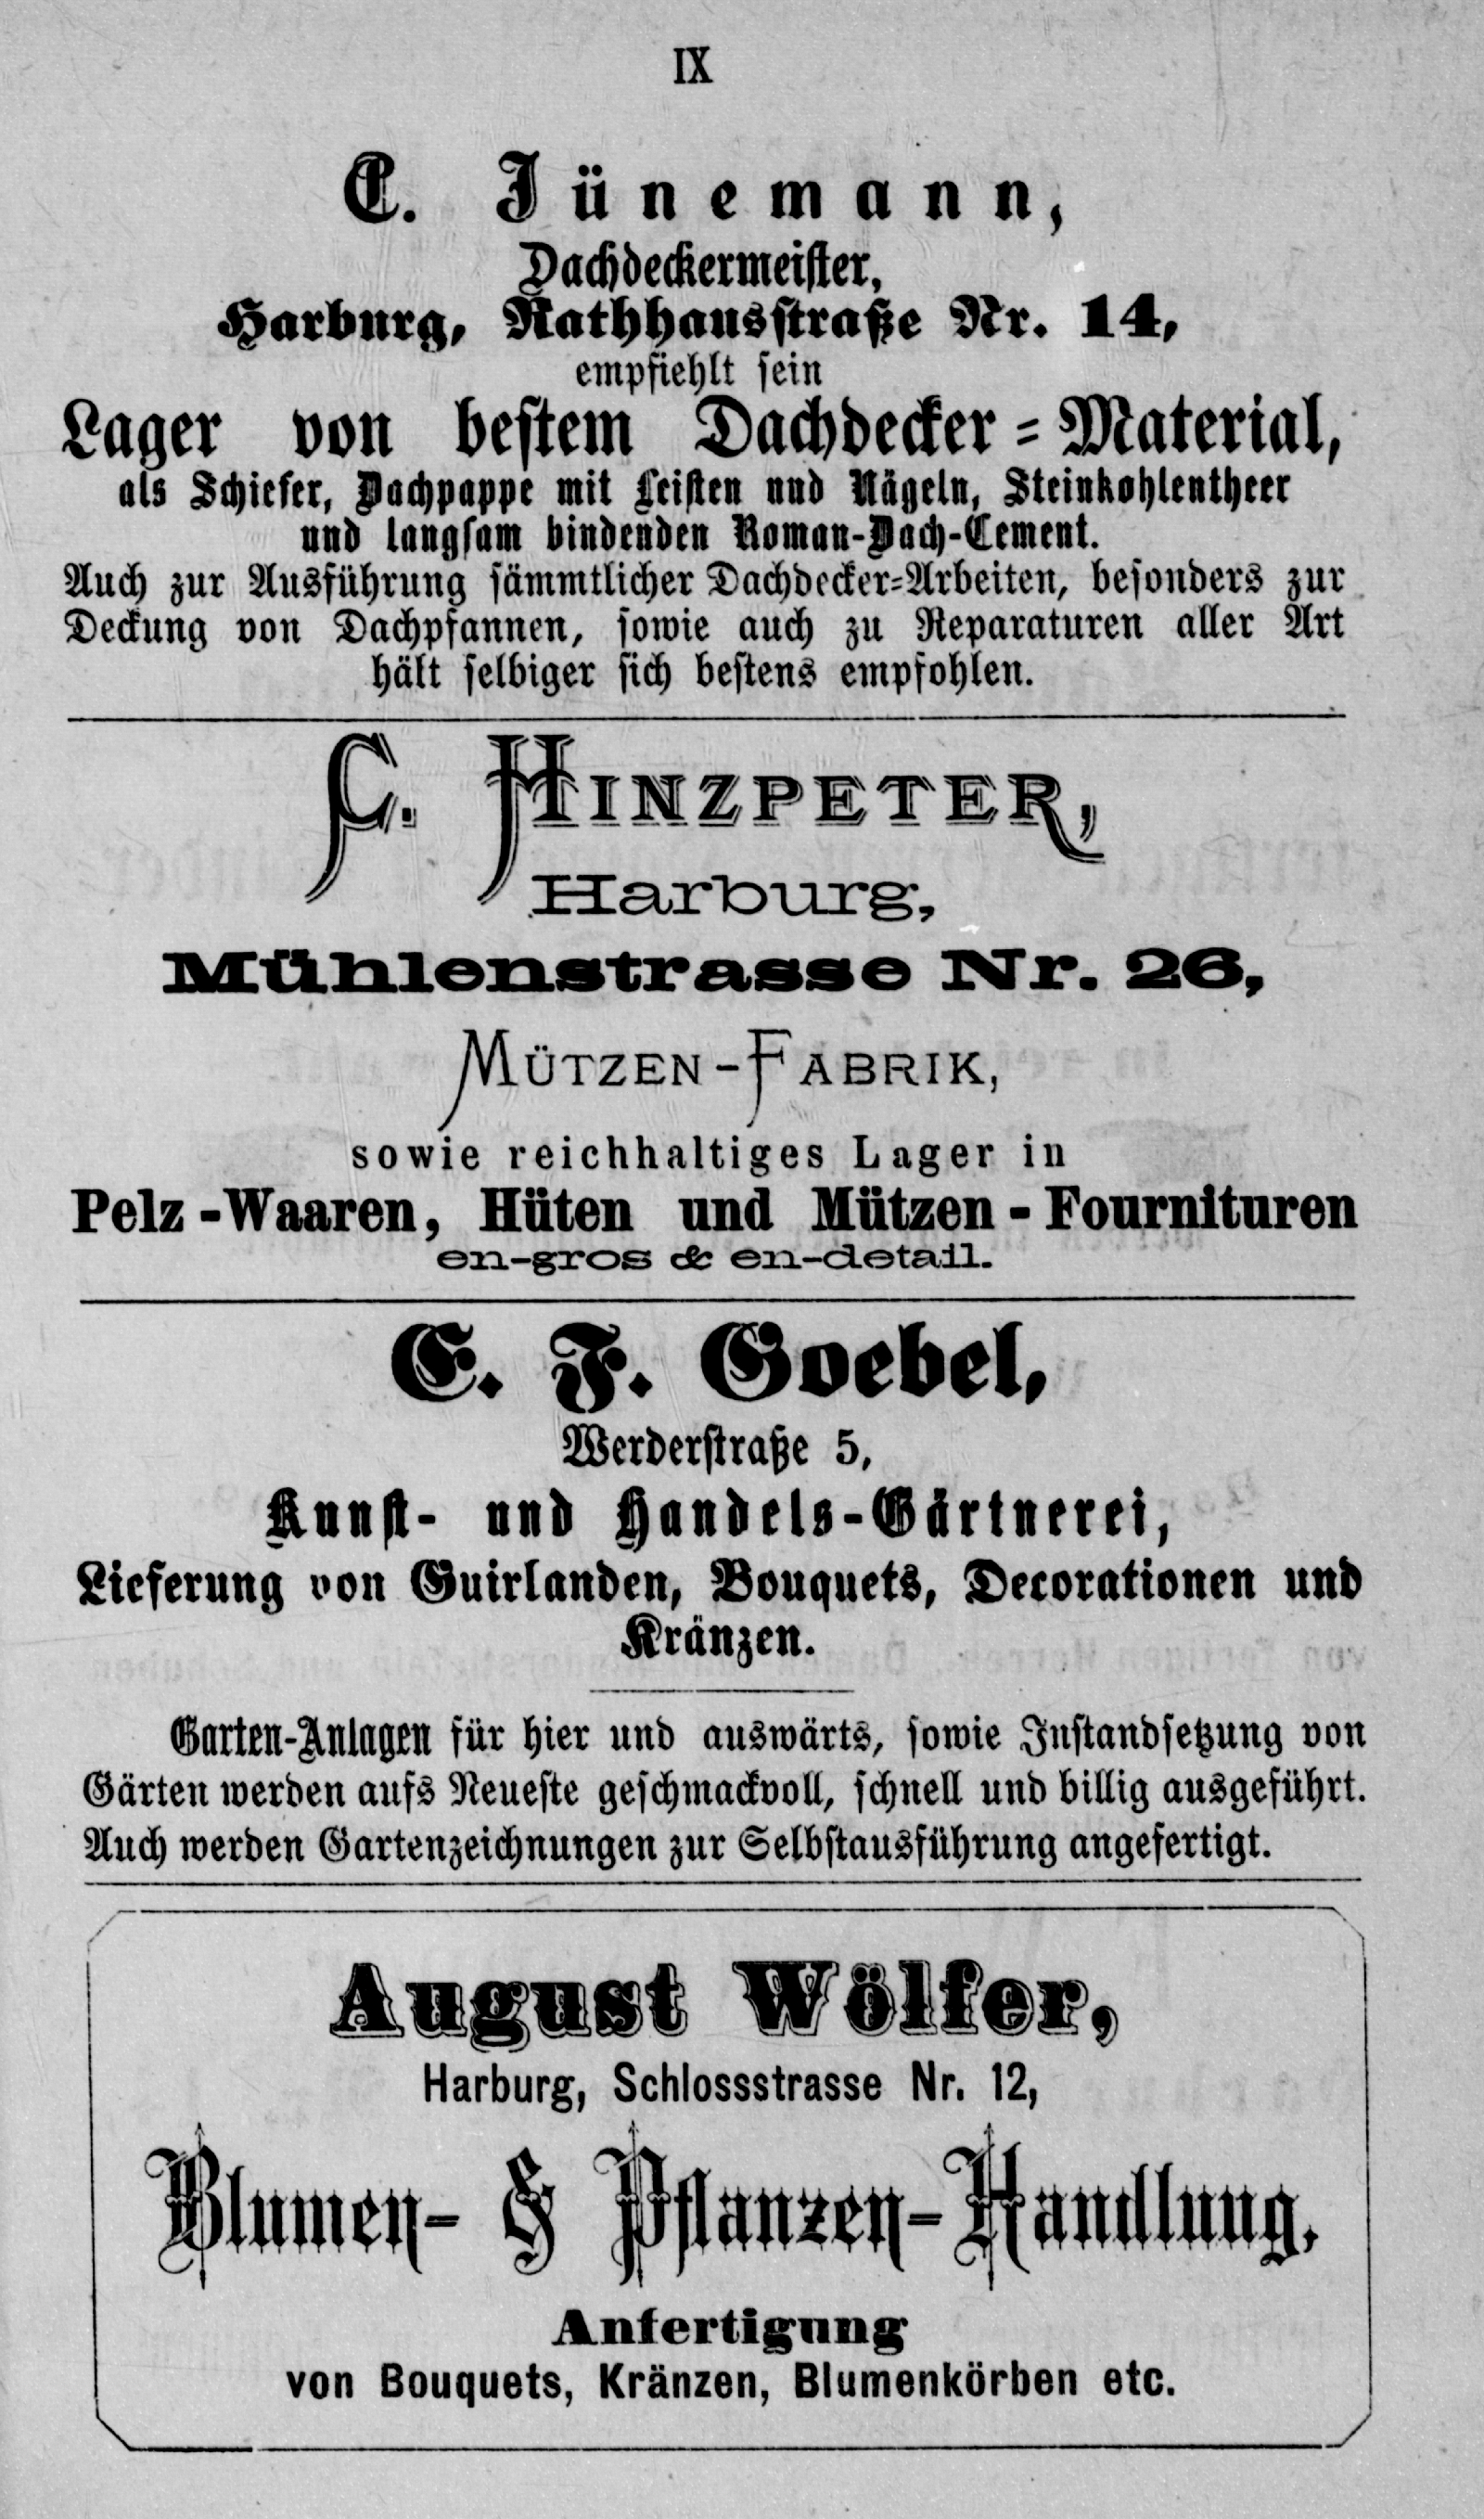 IX
C. Jünemann,
Dachdeckermeister,
Harburg, Rathhausstraße Nr. 14,
empfiehlt sein
Lager von bestem Dachdecker-Material,
als Schiefer, Dachpappe mit Leisten und Nägeln, Steinkohlentheer
und langsam bindenden Roman-Dach-Cement.
Auch zur Ausführung sämmtlicher Dachdecker-Arbeiten, besonders zur
Deckung von Dachpfannen, sowie auch zu Reparaturen aller Art
hält selbiger sich bestens empfohlen.
C. HINZPETER,
Harburg,
Mühlenstrasse Nr. 26,
MÜTZEN-FABRIK,
sowie reichhaltiges Lager in
Pelz-Waaren, Hüten und Mützen-Fournituren
en-gros & en-detail.
E. F. Goebel,
Werderstraße 5,
Kunst- und Handels-Gärtnerei,
Lieferung von Guirlanden, Bouquets, Decorationen und
Kränzen.
Garten-Anlagen für hier und auswärts, sowie Instandsetzung von
Gärten werden aufs Neueste geschmackvoll, schnell und billig ausgeführt.
Auch werden Gartenzeichnungen zur Selbstausführung angefertigt.
August Wölfer,
Harburg, Schlossstrasse Nr. 12,
Blumen- & Pflanzen-Handlung.
Anfertigung
von Bouquets, Kränzen, Blumenkörben etc.